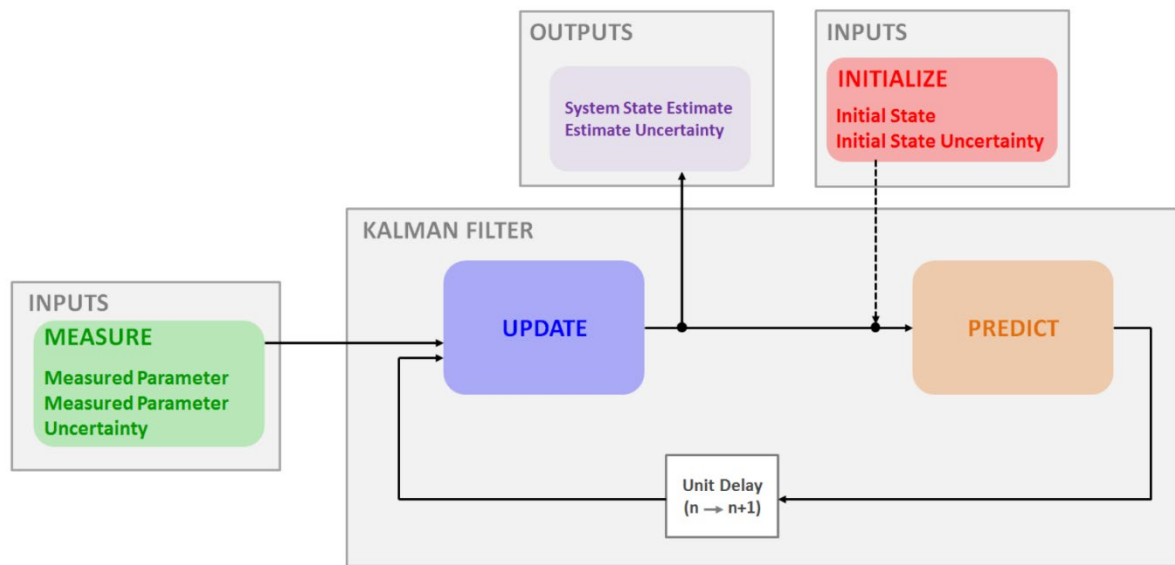 OUTPUTS
System State Estimate
Estimate Uncertainty
INPUTS
INITIALIZE
Initial State
Initial State Uncertainty
KALMAN FILTER
INPUTS
MEASURE
Measured Parameter
Measured Parameter
Uncertainty
UPDATE
PREDICT
Unit Delay
(n → n+1)